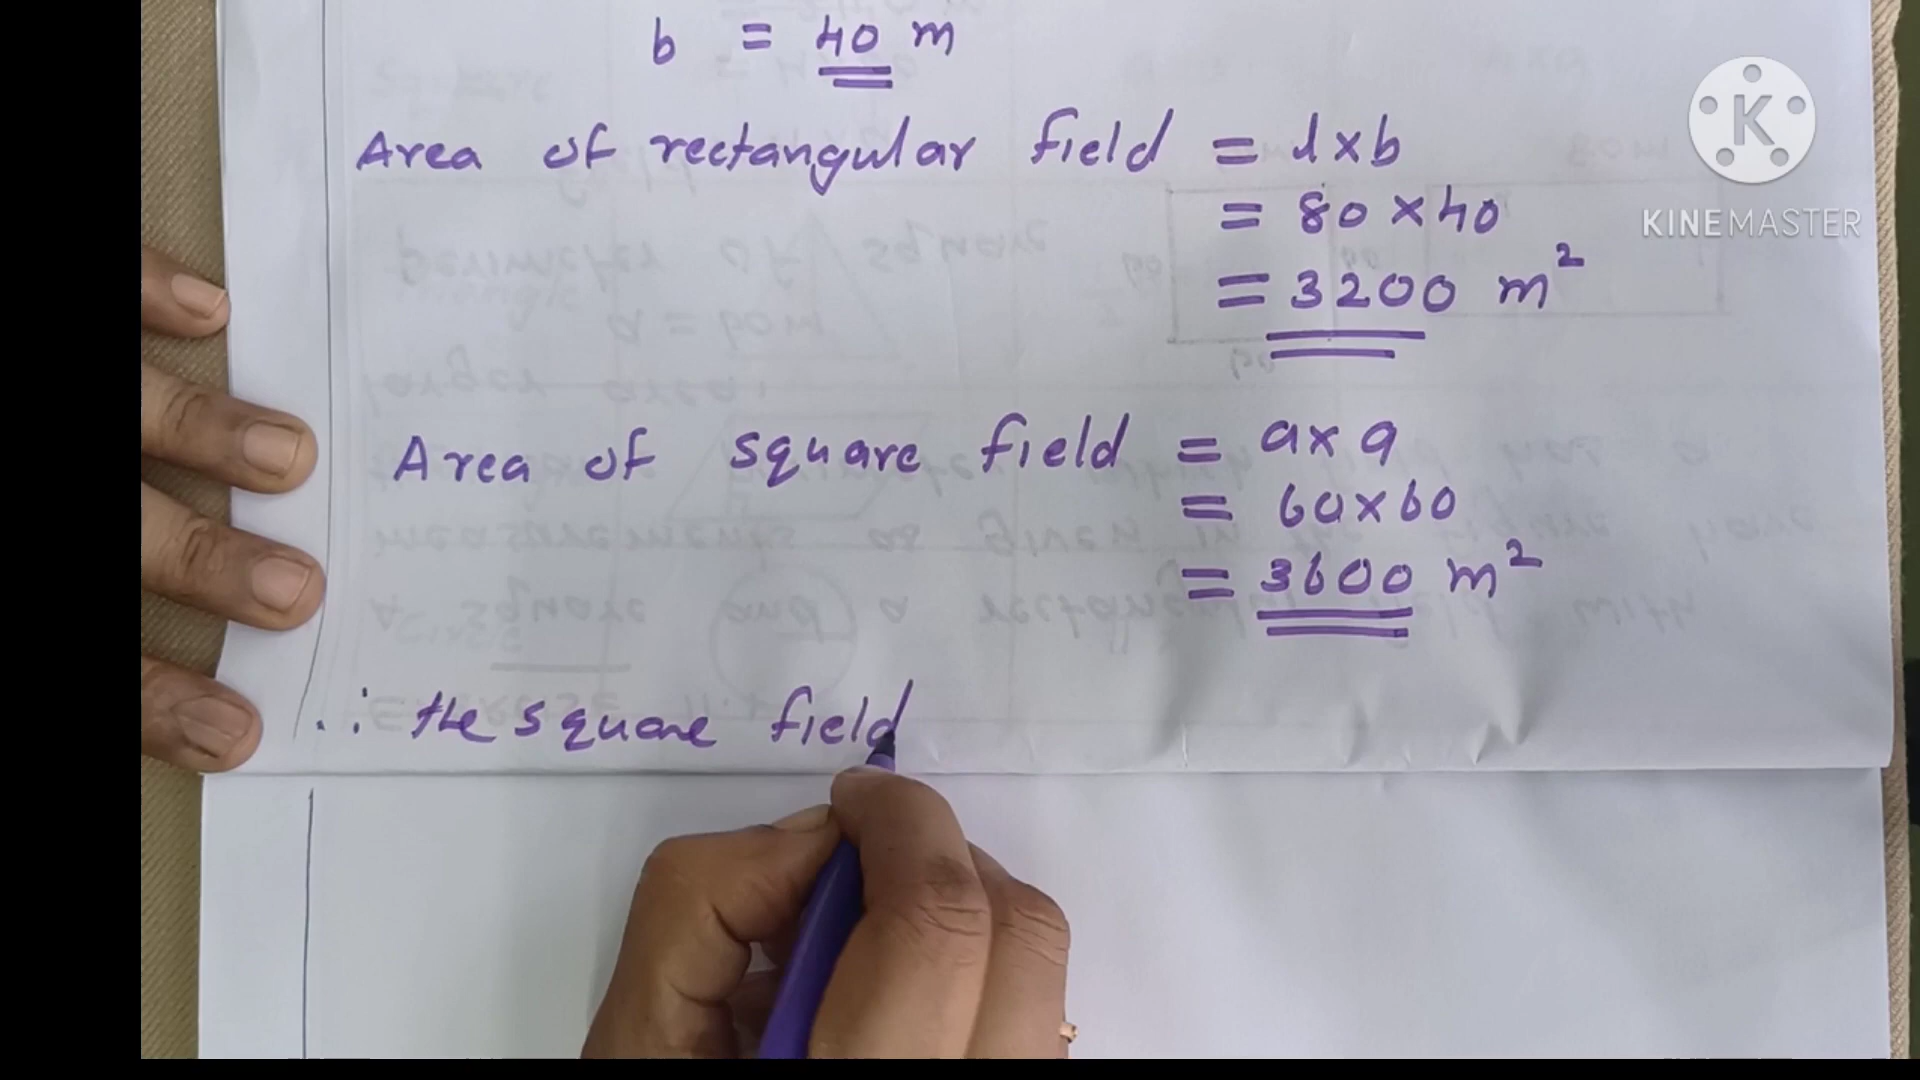 b = 40 m
Area of rectangular field = l x b
= 80 x 40
= 3200 m²
Area of square field = a x a
= 60 x 60
= 3600 m²
∴ the square field
K
KINEMASTER